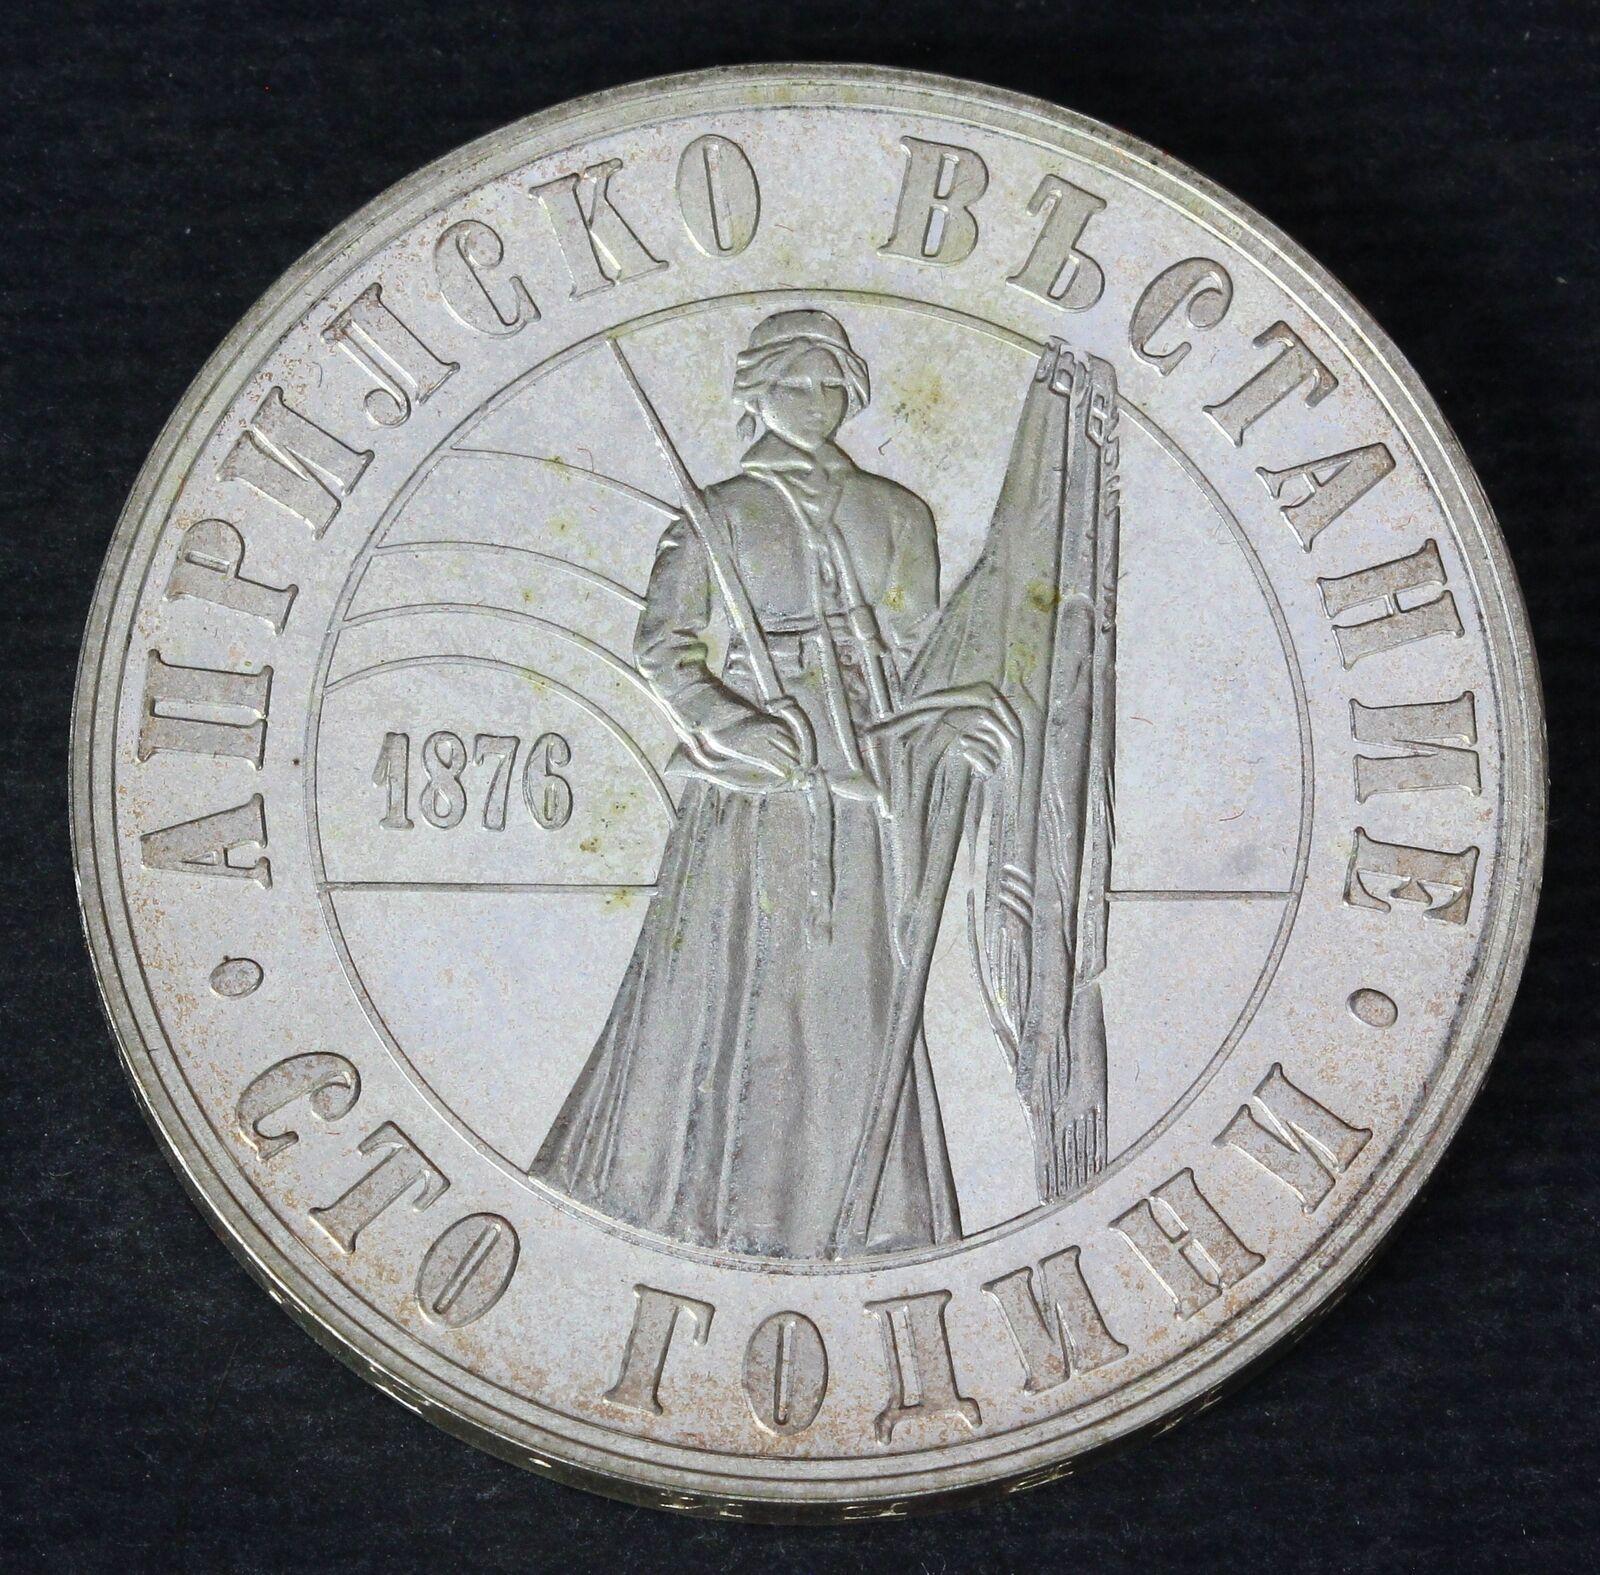 АПРИЛСКО ВЪСТАНИЕ
• СТО ГОДИНИ •
1876